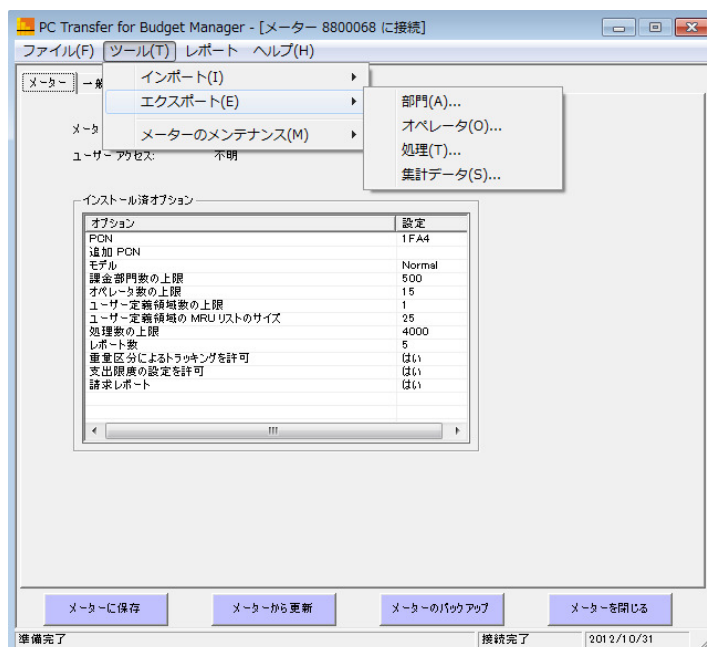 PC Transfer for Budget Manager - [メーター 8800068 に接続]
ファイル(F) ツール(T) レポート ヘルプ(H)
メーター 一般
インポート(I)
エクスポート(E)
メーターのメンテナンス(M)
部門(A)...
オペレータ(O)...
処理(T)...
集計データ(S)...
ユーザー アクセス: 不明
インストール済オプション
オプション 設定
PCN 1FA4
追加 PCN
モデル Normal
課金部門数の上限 500
オペレータ数の上限 15
ユーザー定義領域数の上限 1
ユーザー定義領域の MRU リストのサイズ 25
処理数の上限 4000
レポート数 5
重量区分によるトラッキングを許可 はい
支出限度の設定を許可 はい
請求レポート はい
メーターに保存 メーターから更新 メーターのバックアップ メーターを閉じる
準備完了 接続完了 2012/10/31